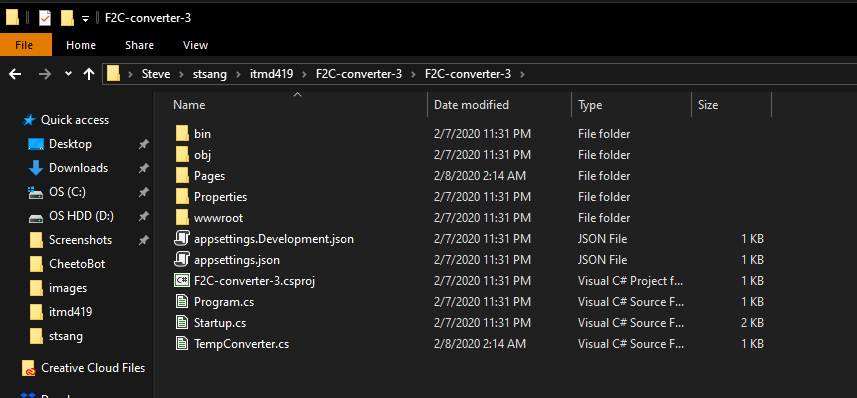 F2C-converter-3
File Home Share View
Steve > stsang > itmd419 > F2C-converter-3 > F2C-converter-3 >
Name Date modified Type Size
Quick access
Desktop
Downloads
OS (C:)
OS HDD (D:)
Screenshots
CheetoBot
images
itmd419
stsang
Creative Cloud Files
bin 2/7/2020 11:31 PM File folder
obj 2/7/2020 11:31 PM File folder
Pages 2/8/2020 2:14 AM File folder
Properties 2/7/2020 11:31 PM File folder
wwwroot 2/7/2020 11:31 PM File folder
appsettings.Development.json 2/7/2020 11:31 PM JSON File 1 KB
appsettings.json 2/7/2020 11:31 PM JSON File 1 KB
F2C-converter-3.csproj 2/7/2020 11:31 PM Visual C# Project f... 1 KB
Program.cs 2/7/2020 11:31 PM Visual C# Source F... 1 KB
Startup.cs 2/7/2020 11:31 PM Visual C# Source F... 2 KB
TempConverter.cs 2/8/2020 2:14 AM Visual C# Source F... 1 KB